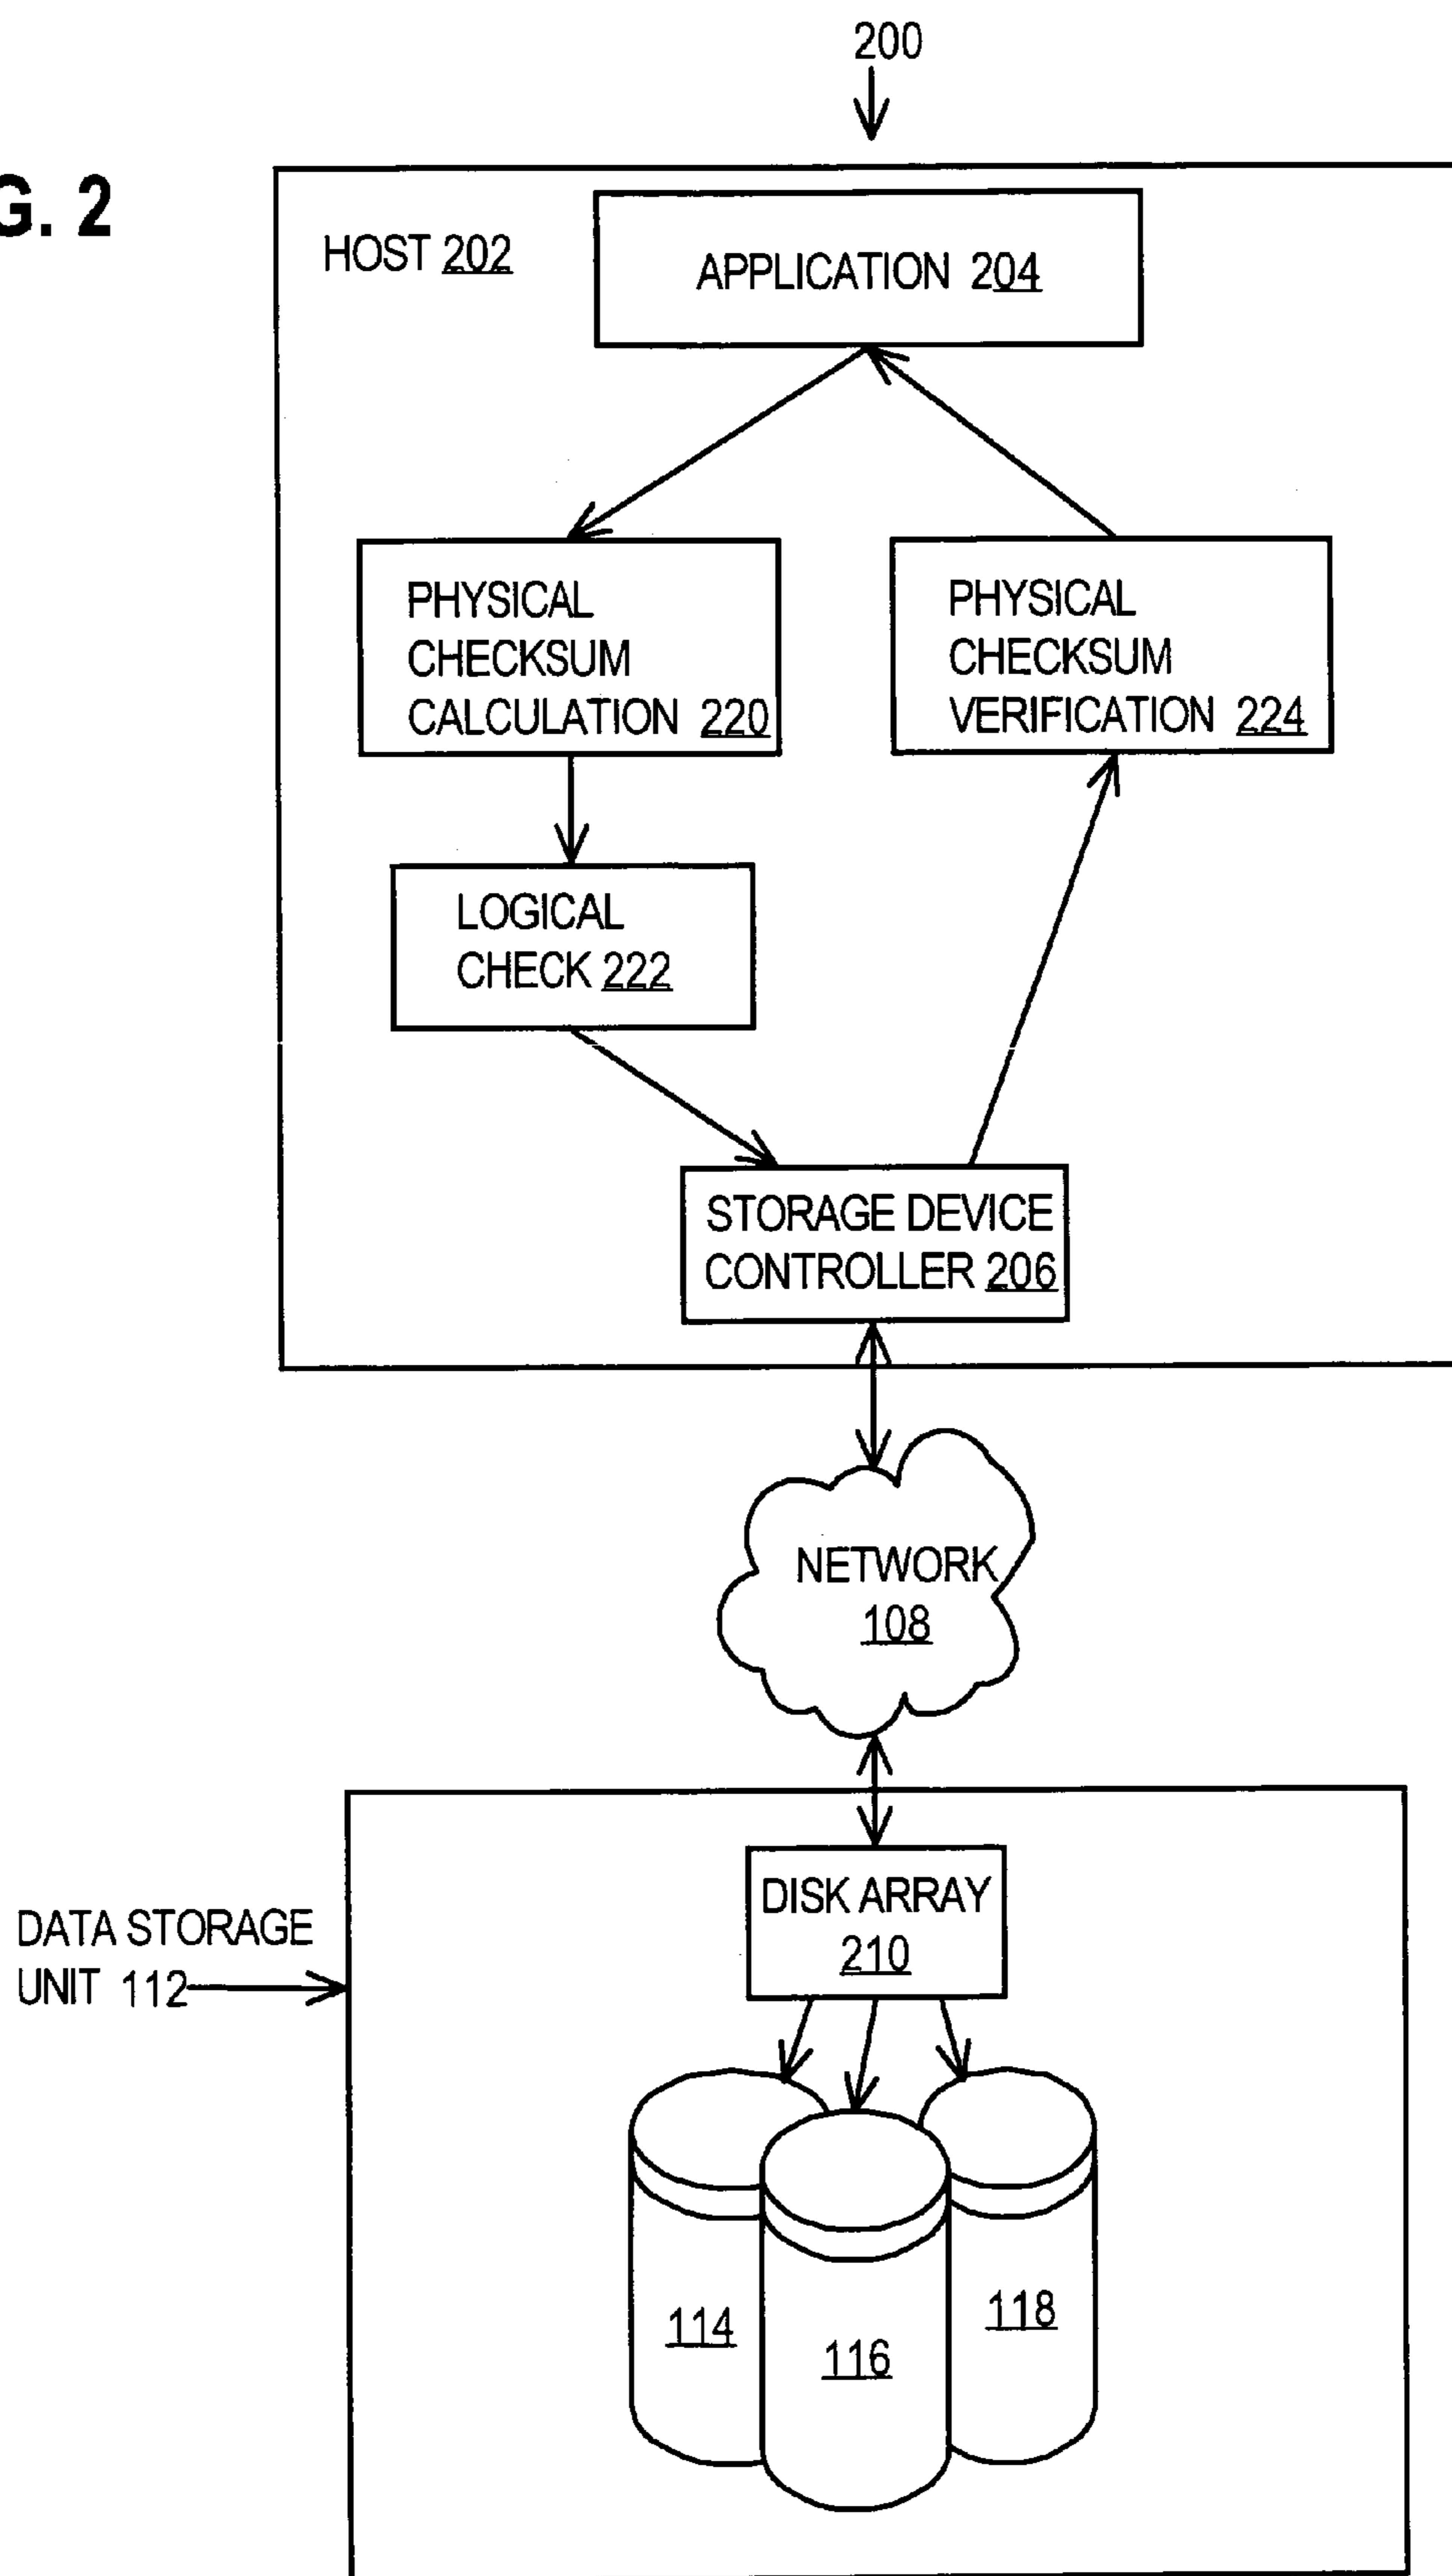 200
G. 2
HOST 202
APPLICATION 204
PHYSICAL
CHECKSUM
CALCULATION 220
PHYSICAL
CHECKSUM
VERIFICATION 224
LOGICAL
CHECK 222
STORAGE DEVICE
CONTROLLER 206
NETWORK
108
DISK ARRAY
210
DATA STORAGE
UNIT 112
114
116
118